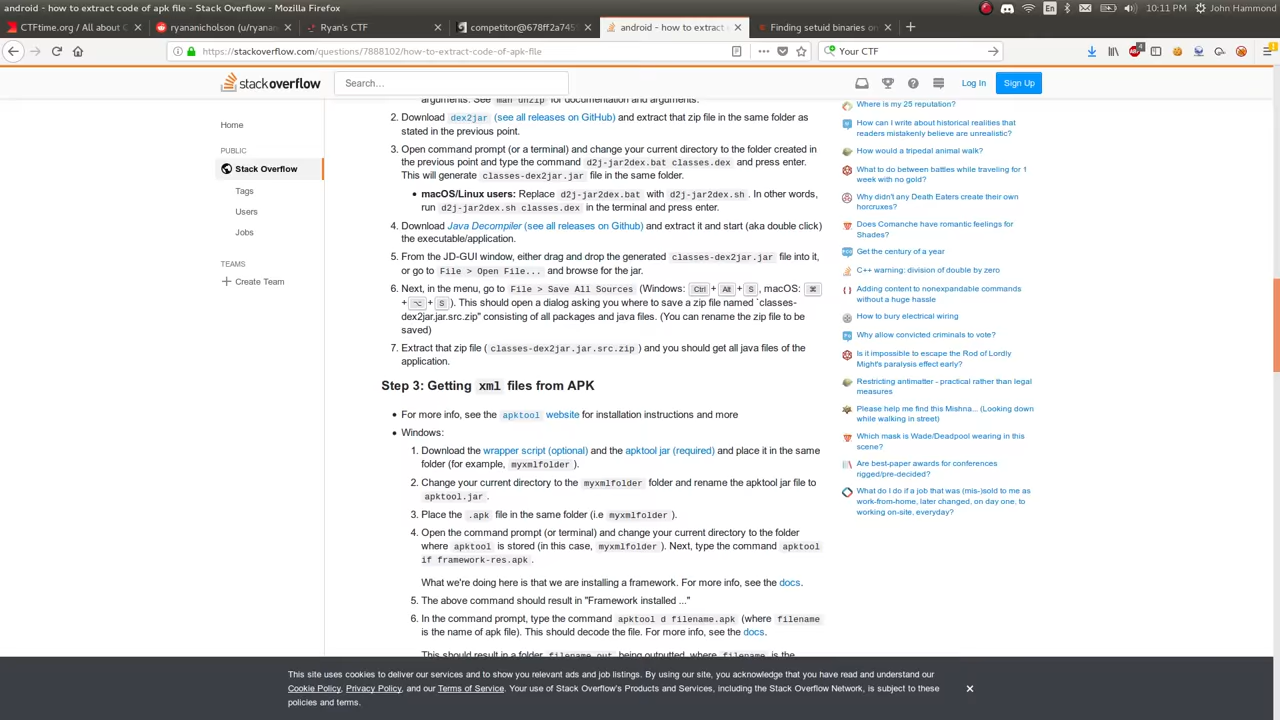 android - how to extract code of apk file - Stack Overflow - Mozilla Firefox
En
10:11 PM
John Hammond
CTFtime.org / All about C
ryananicholson (u/ryanani
Ryan's CTF
competitor@678ff2a745
android - how to extract
Finding setuid binaries on
https://stackoverflow.com/questions/7888102/how-to-extract-code-of-apk-file
Your CTF
4
stackoverflow
Search...
Log In
Sign Up
Home
PUBLIC
Stack Overflow
Tags
Users
Jobs
TEAMS
Create Team
arguments. See man unzip for documentation and arguments.
2. Download dex2jar (see all releases on GitHub) and extract that zip file in the same folder as
stated in the previous point.
3. Open command prompt (or a terminal) and change your current directory to the folder created in
the previous point and type the command d2j-jar2dex.bat classes.dex and press enter.
This will generate classes-dex2jar.jar file in the same folder.
• macOS/Linux users: Replace d2j-jar2dex.bat with d2j-jar2dex.sh. In other words,
run d2j-jar2dex.sh classes.dex in the terminal and press enter.
4. Download Java Decompiler (see all releases on Github) and extract it and start (aka double click)
the executable/application.
5. From the JD-GUI window, either drag and drop the generated classes-dex2jar.jar file into it,
or go to File > Open File... and browse for the jar.
6. Next, in the menu, go to File > Save All Sources (Windows: Ctrl + Alt + S, macOS: ⌘
+ ⌥ + S). This should open a dialog asking you where to save a zip file named `classes-
dex2jar.jar.src.zip" consisting of all packages and java files. (You can rename the zip file to be
saved)
7. Extract that zip file (classes-dex2jar.jar.src.zip) and you should get all java files of the
application.
Step 3: Getting xml files from APK
• For more info, see the apktool website for installation instructions and more
• Windows:
1. Download the wrapper script (optional) and the apktool jar (required) and place it in the same
folder (for example, myxmlfolder).
2. Change your current directory to the myxmlfolder folder and rename the apktool jar file to
apktool.jar.
3. Place the .apk file in the same folder (i.e myxmlfolder).
4. Open the command prompt (or terminal) and change your current directory to the folder
where apktool is stored (in this case, myxmlfolder). Next, type the command apktool
if framework-res.apk.
What we're doing here is that we are installing a framework. For more info, see the docs.
5. The above command should result in "Framework installed ..."
6. In the command prompt, type the command apktool d filename.apk (where filename
is the name of apk file). This should decode the file. For more info, see the docs.
This should result in a folder filename.out being outputted, where filename is the
Where is my 25 reputation?
How can I write about historical realities that
readers mistakenly believe are unrealistic?
How would a tripedal animal walk?
What to do between battles while traveling for 1
week with no gold?
Why didn't any Death Eaters create their own
horcruxes?
Does Comanche have romantic feelings for
Shades?
Get the century of a year
C++ warning: division of double by zero
Adding content to nonexpandable commands
without a huge hassle
How to bury electrical wiring
Why allow convicted criminals to vote?
Is it impossible to escape the Rod of Lordly
Might's paralysis effect early?
Restricting antimatter - practical rather than legal
measures
Please help me find this Mishna... (Looking down
while walking in street)
Which mask is Wade/Deadpool wearing in this
scene?
Are best-paper awards for conferences
rigged/pre-decided?
What do I do if a job that was (mis-)sold to me as
work-from-home, later changed, on day one, to
working on-site, everyday?
This site uses cookies to deliver our services and to show you relevant ads and job listings. By using our site, you acknowledge that you have read and understand our
Cookie Policy, Privacy Policy, and our Terms of Service. Your use of Stack Overflow's Products and Services, including the Stack Overflow Network, is subject to these
policies and terms.